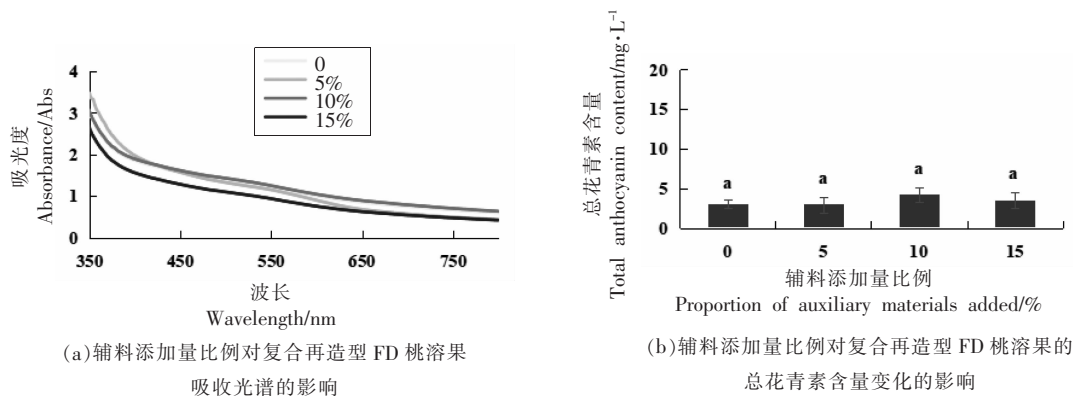 吸光度
Absorbance/Abs
4
3
2
1
0
0
5%
10%
15%
350
450
550
650
750
波长
Wavelength/nm
(a)辅料添加量比例对复合再造型 FD 桃溶果
吸收光谱的影响
总花青素含量
Total anthocyanin content/mg·L⁻¹
20
15
10
5
0
a
a
a
a
0
5
10
15
辅料添加量比例
Proportion of auxiliary materials added/%
(b)辅料添加量比例对复合再造型 FD 桃溶果的
总花青素含量变化的影响